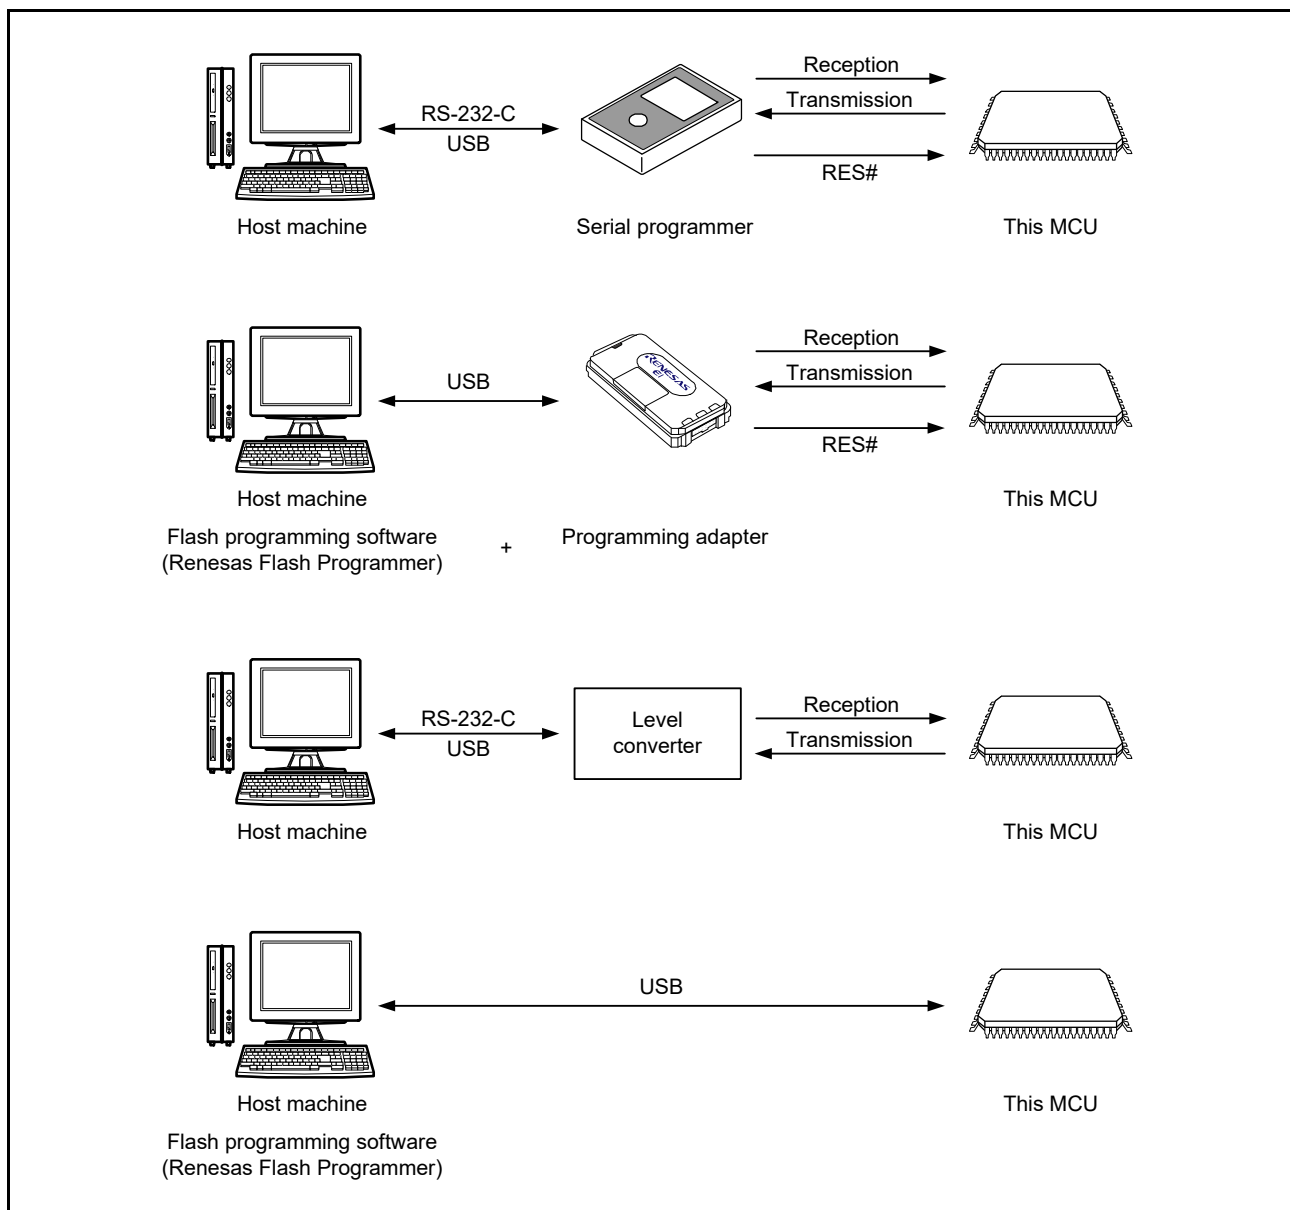 RS-232-C
USB
Reception
Transmission
RES#
Host machine
Serial programmer
This MCU
USB
RENESAS
E1
Reception
Transmission
RES#
Host machine
This MCU
Flash programming software
(Renesas Flash Programmer)
+
Programming adapter
RS-232-C
USB
Level
converter
Reception
Transmission
Host machine
This MCU
USB
Host machine
This MCU
Flash programming software
(Renesas Flash Programmer)